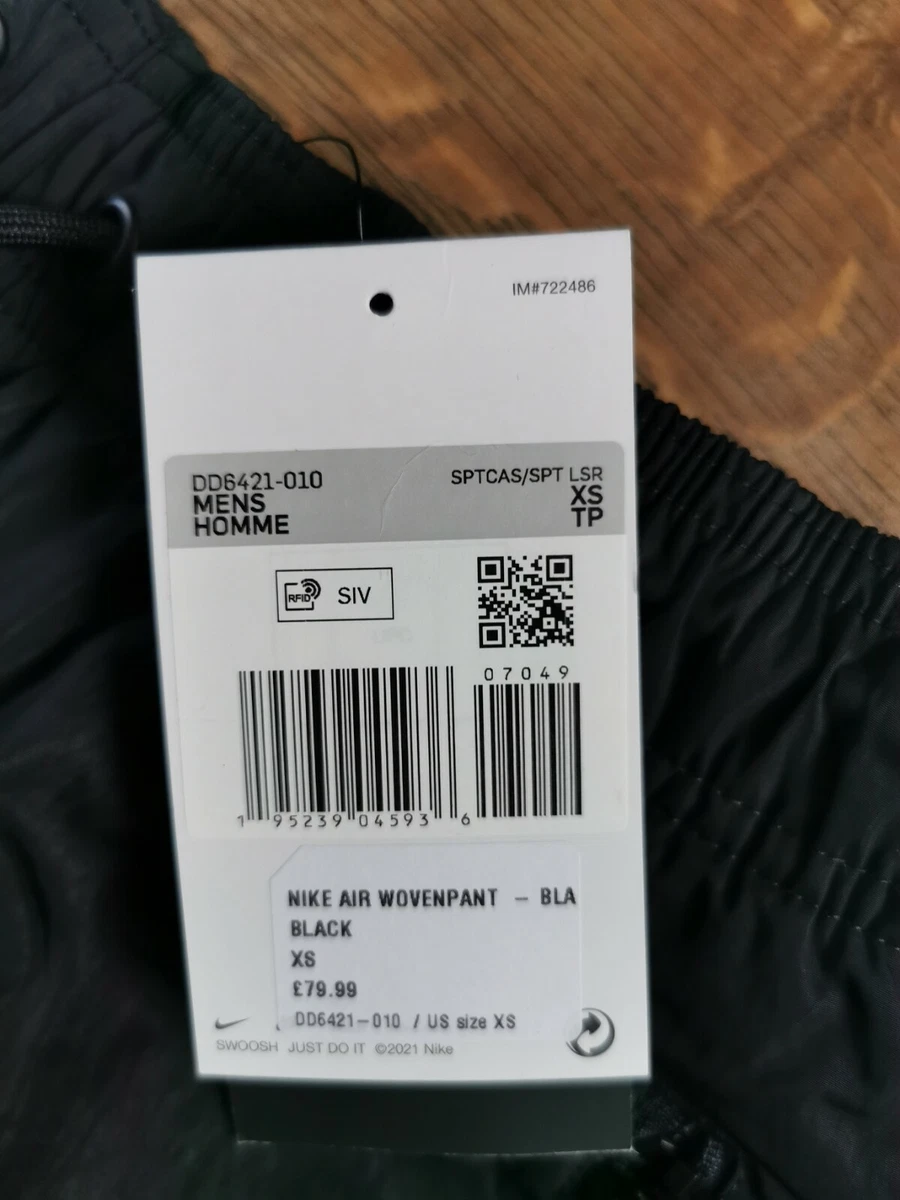 IM#722486
DD6421-010
MENS
HOMME
SPTCAS/SPT LSR
XS
TP
RFID SIV
07049
1 95239 04593 6
NIKE AIR WOVENPANT - BLA
BLACK
XS
£79.99
DD6421-010 / US size XS
SWOOSH JUST DO IT ©2021 Nike